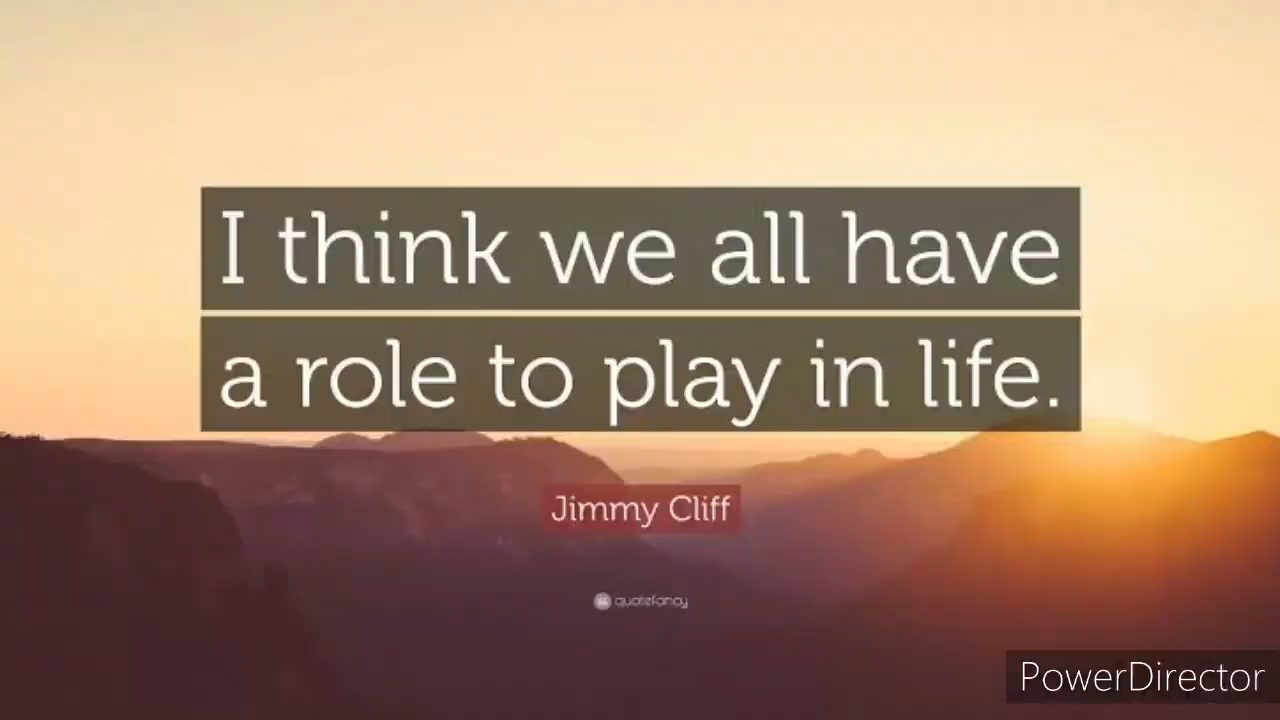 I think we all have
a role to play in life.
Jimmy Cliff
quotefancy
PowerDirector